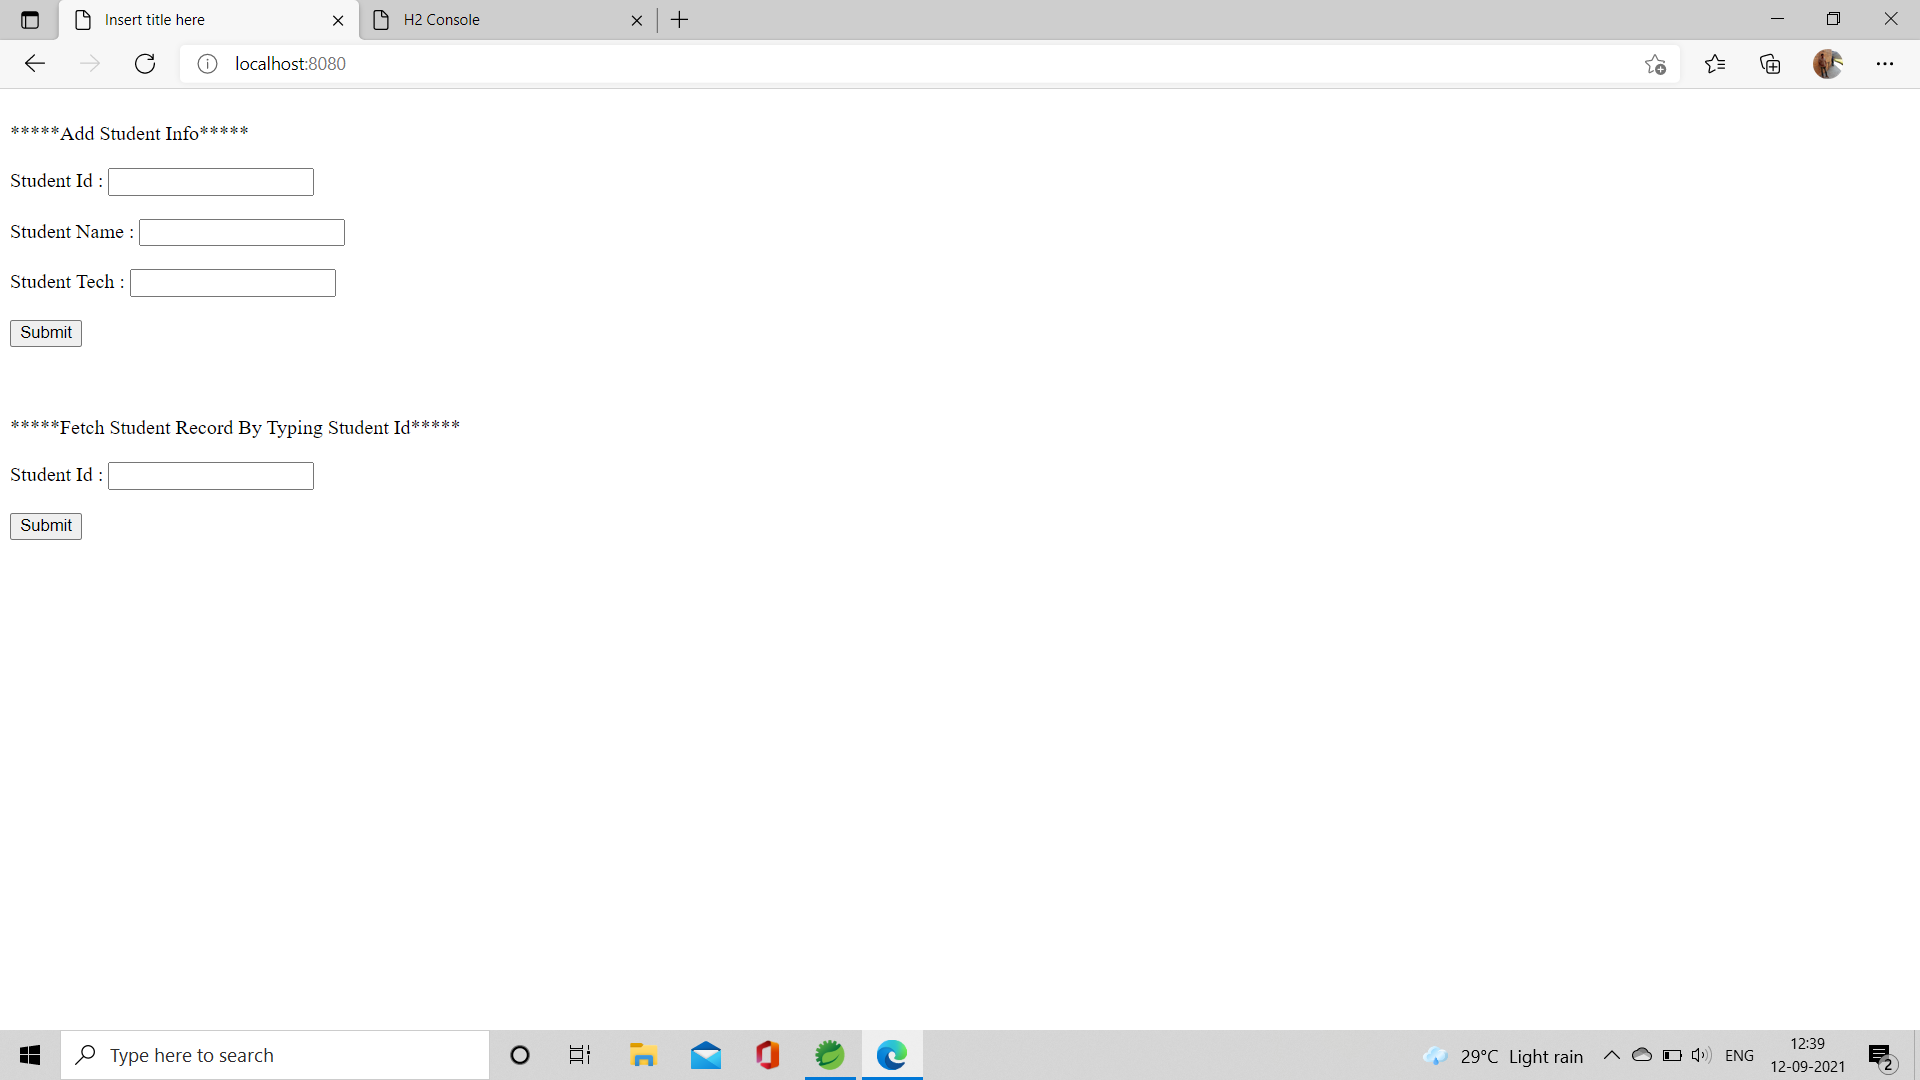 Insert title here
H2 Console
localhost:8080
*****Add Student Info*****
Student Id :
Student Name :
Student Tech :
Submit
*****Fetch Student Record By Typing Student Id*****
Student Id :
Submit
Type here to search
29°C Light rain
ENG
12:39
12-09-2021
2